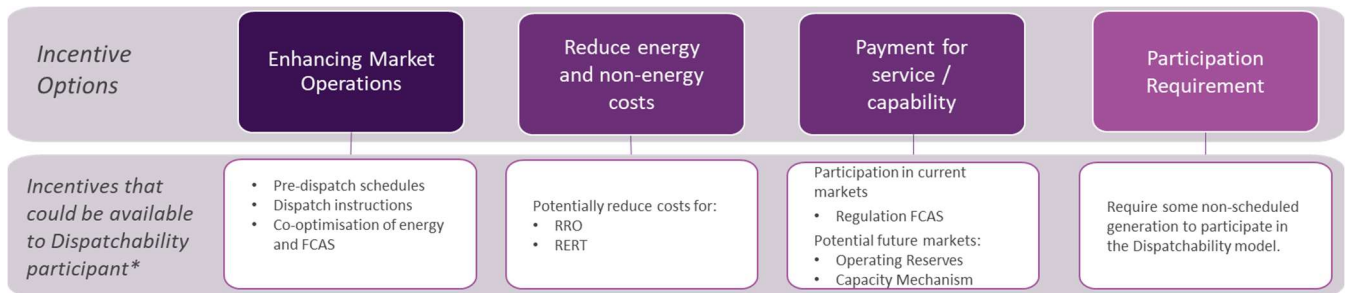 Incentive
Options
Enhancing Market
Operations
Reduce energy
and non-energy
costs
Payment for
service /
capability
Participation
Requirement
Incentives that
could be available
to Dispatchability
participant*
• Pre-dispatch schedules
• Dispatch instructions
• Co-optimisation of energy
and FCAS
Potentially reduce costs for:
• RRO
• RERT
Participation in current
markets
• Regulation FCAS
Potential future markets:
• Operating Reserves
• Capacity Mechanism
Require some non-scheduled
generation to participate in
the Dispatchability model.